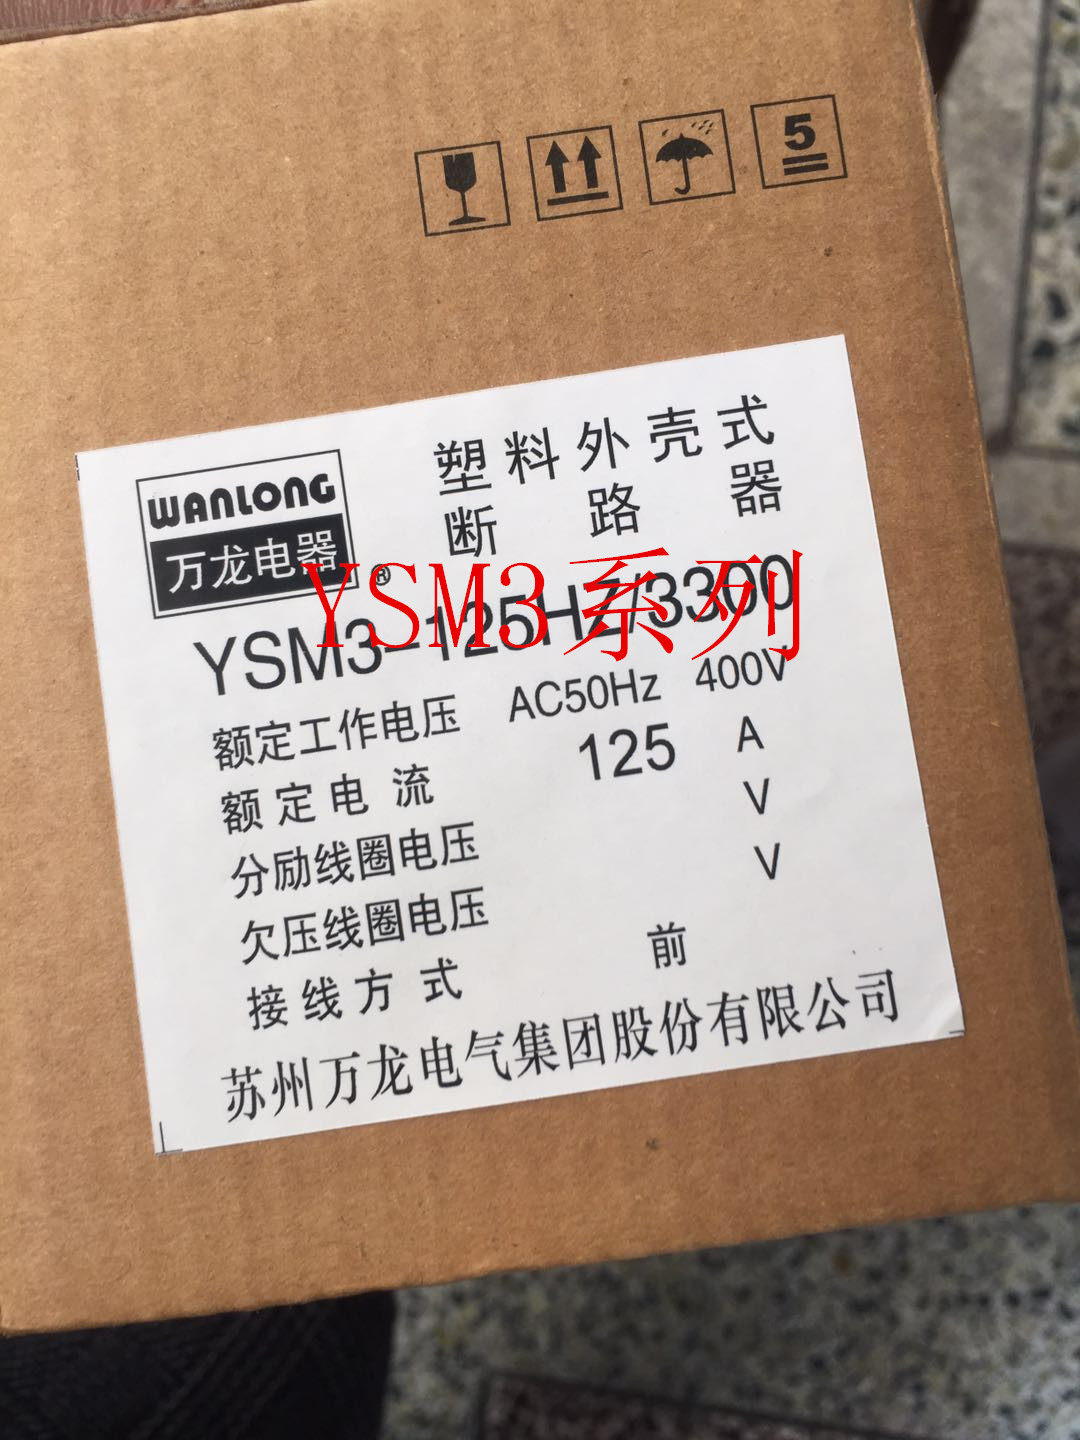 5
WANLONG
万龙电器
®
塑料外壳式
断路器
YSM3-125HZ/3300
YSM3系列
额定工作电压 AC50Hz 400V
额定电流 125 A
分励线圈电压 V
欠压线圈电压 V
接线方式 前
苏州万龙电气集团股份有限公司